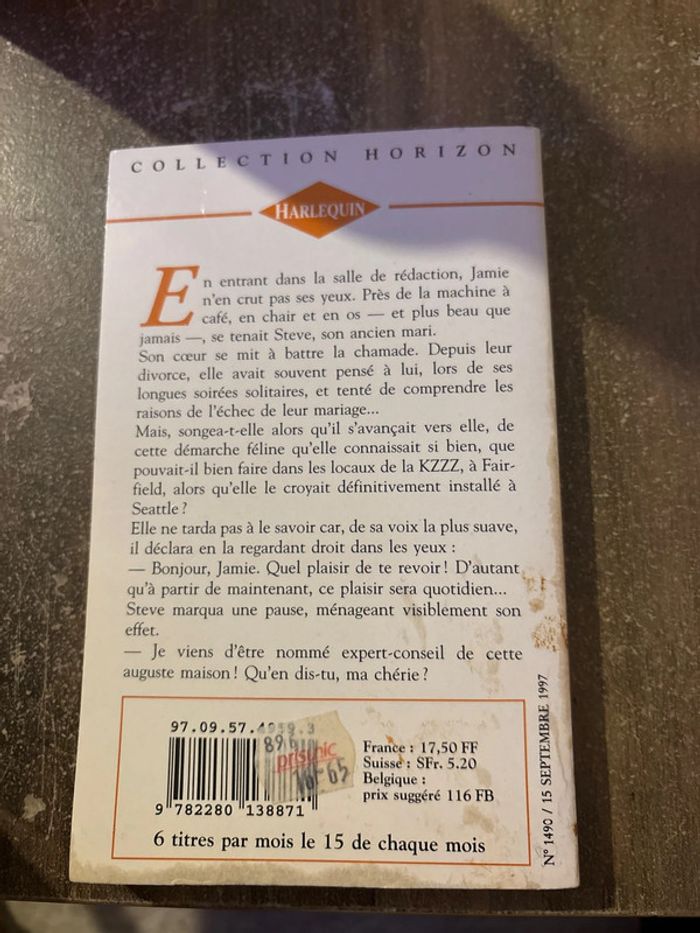 COLLECTION HORIZON
HARLEQUIN
En entrant dans la salle de rédaction, Jamie
n'en crut pas ses yeux. Près de la machine à
café, en chair et en os — et plus beau que
jamais —, se tenait Steve, son ancien mari.
Son cœur se mit à battre la chamade. Depuis leur
divorce, elle avait souvent pensé à lui, lors de ses
longues soirées solitaires, et tenté de comprendre les
raisons de l'échec de leur mariage...
Mais, songea-t-elle alors qu'il s'avançait vers elle, de
cette démarche féline qu'elle connaissait si bien, que
pouvait-il bien faire dans les locaux de la KZZZ, à Fair-
field, alors qu'elle le croyait définitivement installé à
Seattle ?
Elle ne tarda pas à le savoir car, de sa voix la plus suave,
il déclara en la regardant droit dans les yeux :
— Bonjour, Jamie. Quel plaisir de te revoir ! D'autant
qu'à partir de maintenant, ce plaisir sera quotidien...
Steve marqua une pause, ménageant visiblement son
effet.
— Je viens d'être nommé expert-conseil de cette
auguste maison ! Qu'en dis-tu, ma chérie ?
97.09.57.4959.3
896
prisunic
16F65
9 782280 138871
France : 17,50 FF
Suisse : SFr. 5.20
Belgique :
prix suggéré 116 FB
6 titres par mois le 15 de chaque mois
N° 1490 / 15 SEPTEMBRE 1997